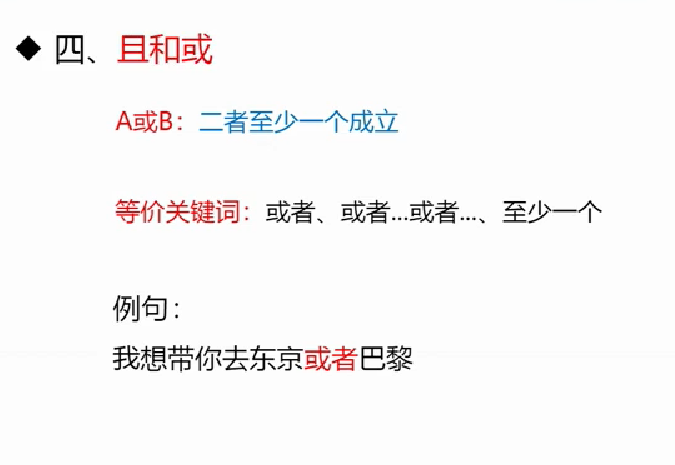 ◆ 四、且和或
A或B：二者至少一个成立
等价关键词：或者、或者...或者...、至少一个
例句：
我想带你去东京或者巴黎